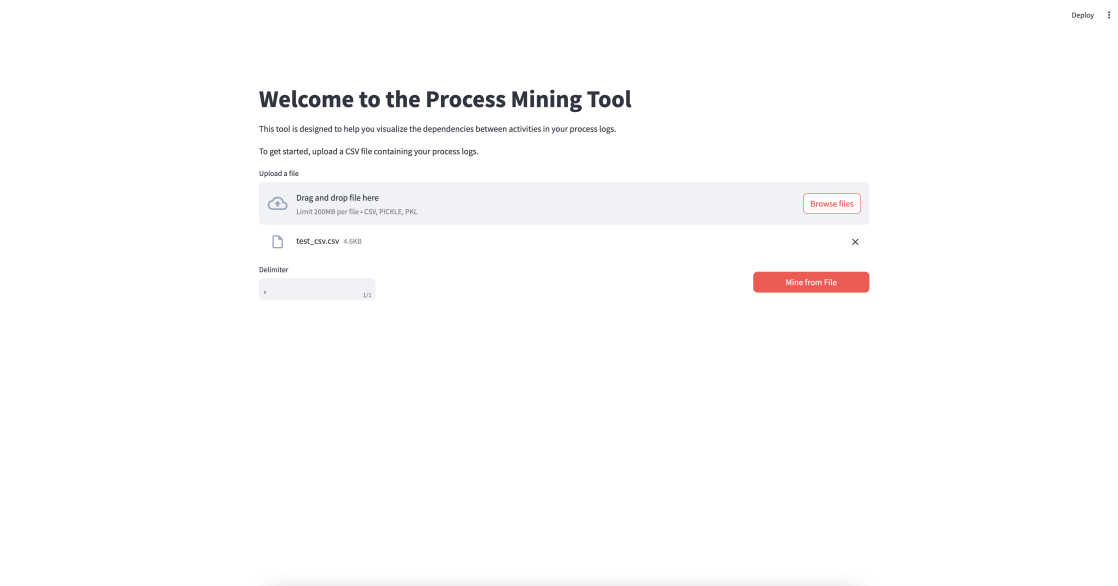 Deploy
Welcome to the Process Mining Tool
This tool is designed to help you visualize the dependencies between activities in your process logs.
To get started, upload a CSV file containing your process logs.
Upload a file
Drag and drop file here
Limit 200MB per file • CSV, PICKLE, PKL
Browse files
test_csv.csv 4.6KB
Delimiter
,
1/1
Mine from File